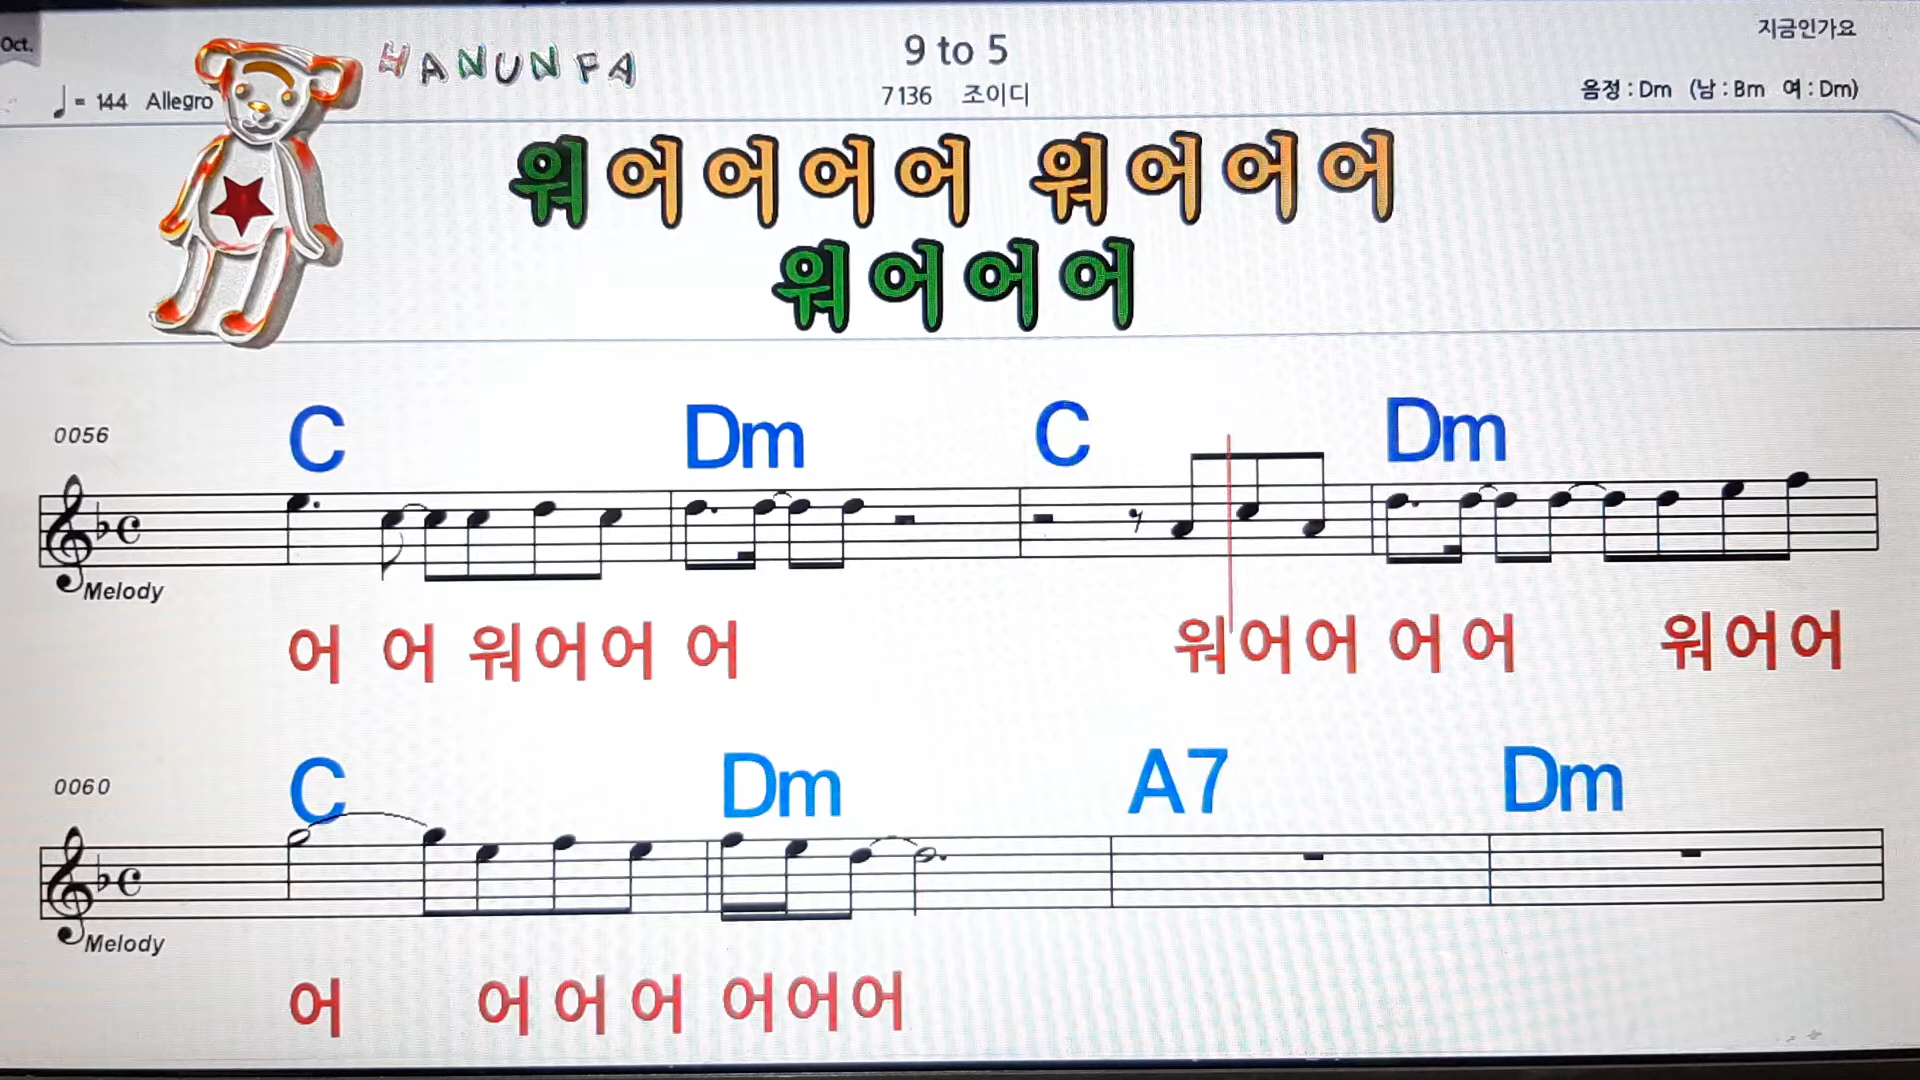 Oct.
HANUNFA
9 to 5
지금인가요
= 144 Allegro
7136 조이디
음정 : Dm (남 : Bm 여 : Dm)
워어어어어 워어어어
워어어어
C Dm C Dm
0056
Melody
어 어 워어어 어 워어어 어 어 워어어
C Dm A7 Dm
0060
Melody
어 어 어 어 어어어